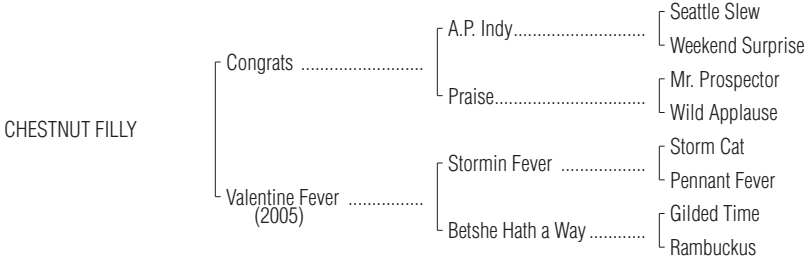 Seattle Slew
A.P. Indy..............................
Weekend Surprise
Congrats ...........................
Mr. Prospector
Praise..................................
Wild Applause
CHESTNUT FILLY
Storm Cat
Stormin Fever ...................
Pennant Fever
Valentine Fever .................
(2005)
Gilded Time
Betshe Hath a Way .............
Rambuckus